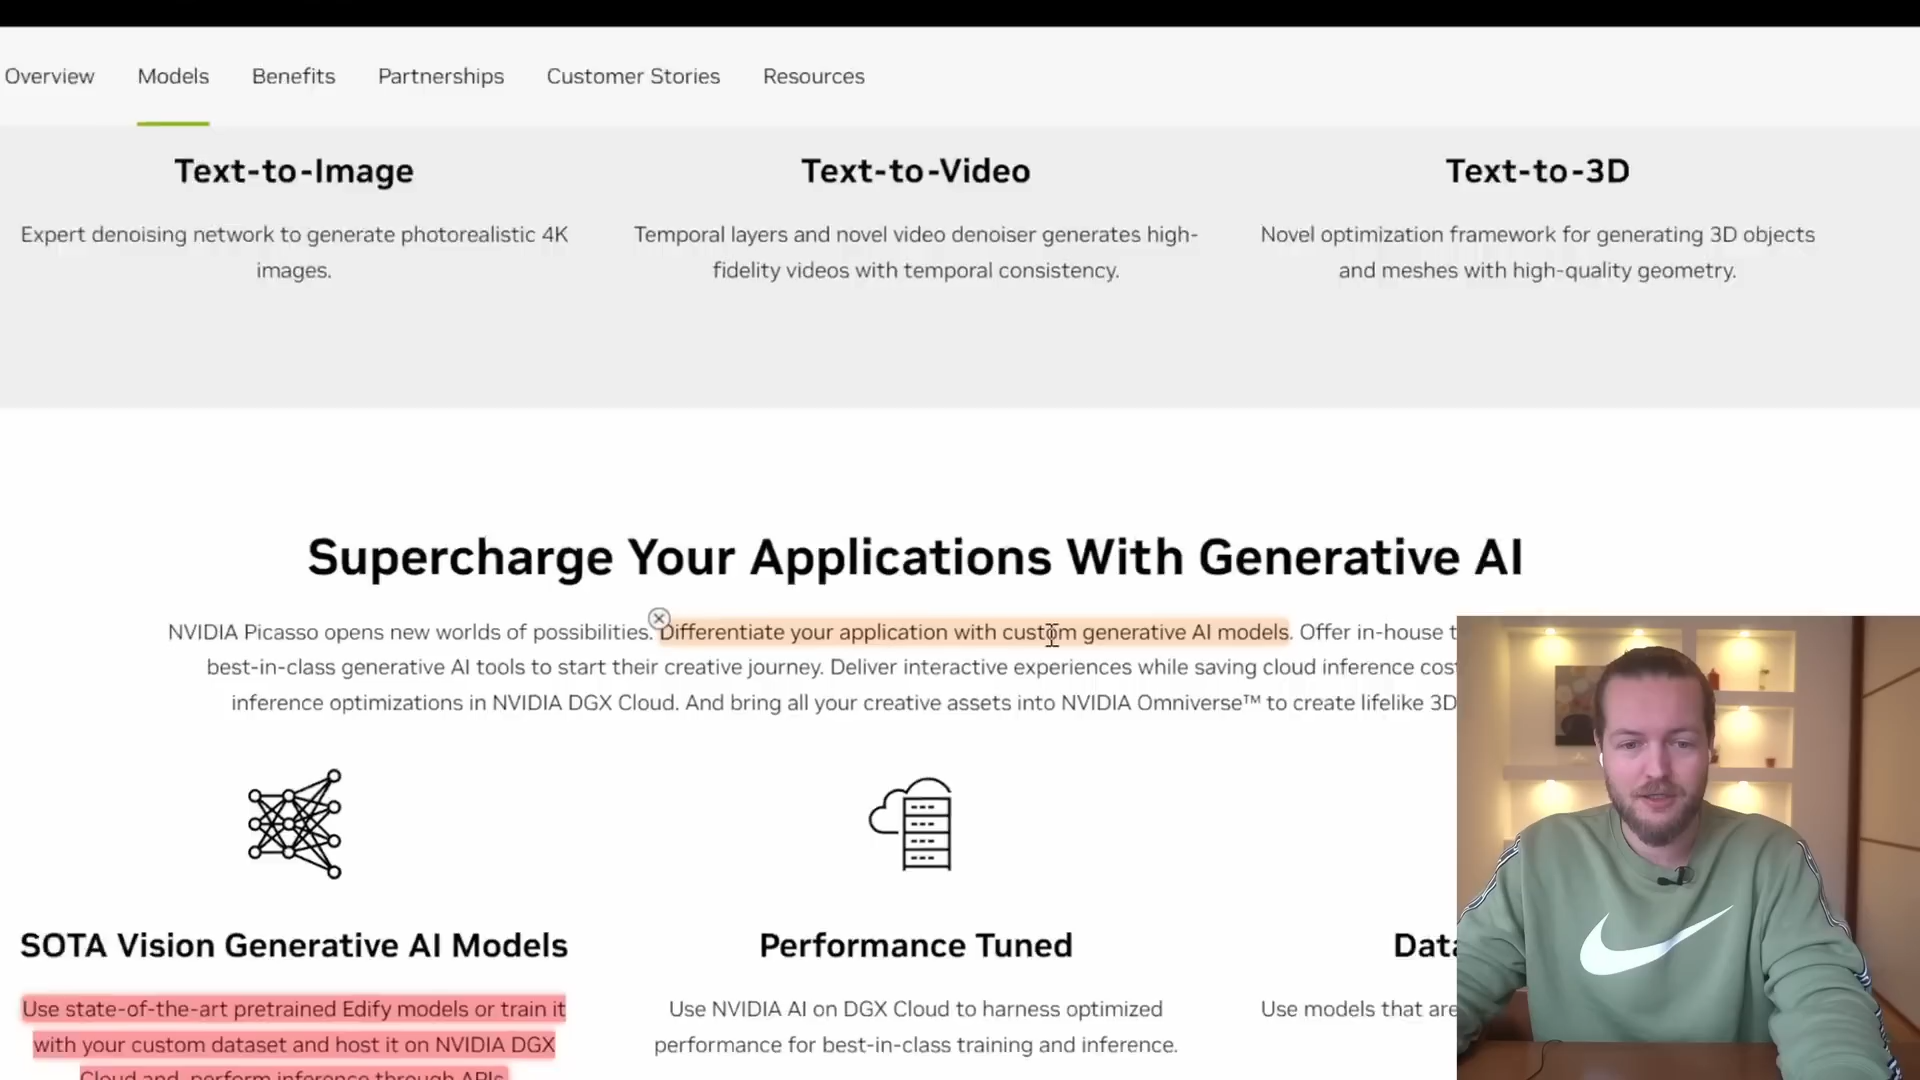 Overview Models Benefits Partnerships Customer Stories Resources
Text-to-Image
Expert denoising network to generate photorealistic 4K
images.
Text-to-Video
Temporal layers and novel video denoiser generates high-
fidelity videos with temporal consistency.
Text-to-3D
Novel optimization framework for generating 3D objects
and meshes with high-quality geometry.
Supercharge Your Applications With Generative AI
NVIDIA Picasso opens new worlds of possibilities. Differentiate your application with custom generative AI models. Offer in-house
best-in-class generative AI tools to start their creative journey. Deliver interactive experiences while saving cloud inference
inference optimizations in NVIDIA DGX Cloud. And bring all your creative assets into NVIDIA Omniverse™ to create lifelike 3D
SOTA Vision Generative AI Models
Use state-of-the-art pretrained Edify models or train it
with your custom dataset and host it on NVIDIA DGX
Cloud and perform inference through APIs.
Performance Tuned
Use NVIDIA AI on DGX Cloud to harness optimized
performance for best-in-class training and inference.
Use models that are